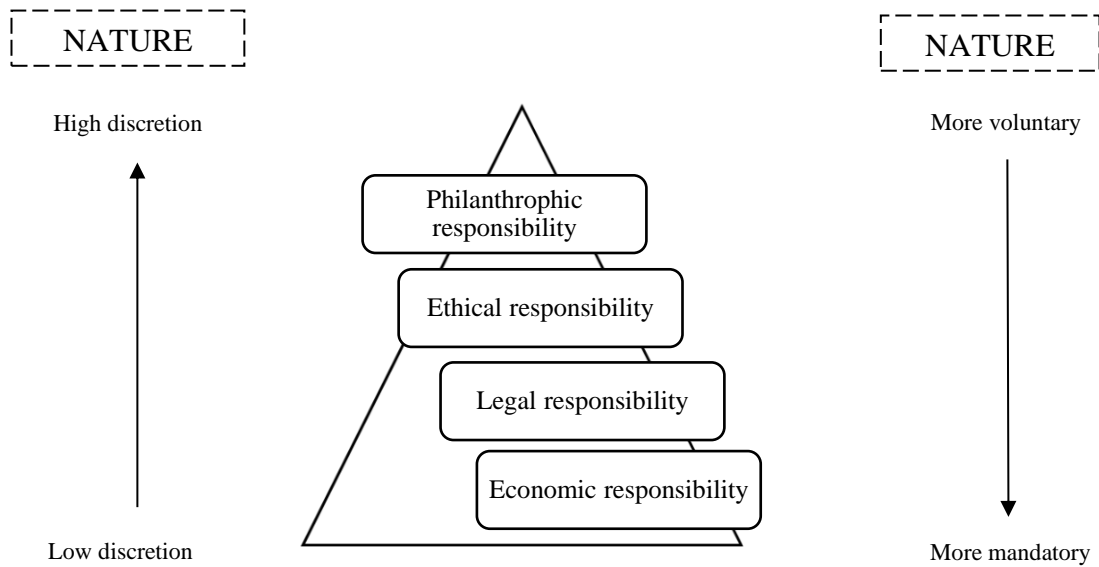 NATURE
NATURE
High discretion
More voluntary
Philanthrophic
responsibility
Ethical responsibility
Legal responsibility
Economic responsibility
Low discretion
More mandatory